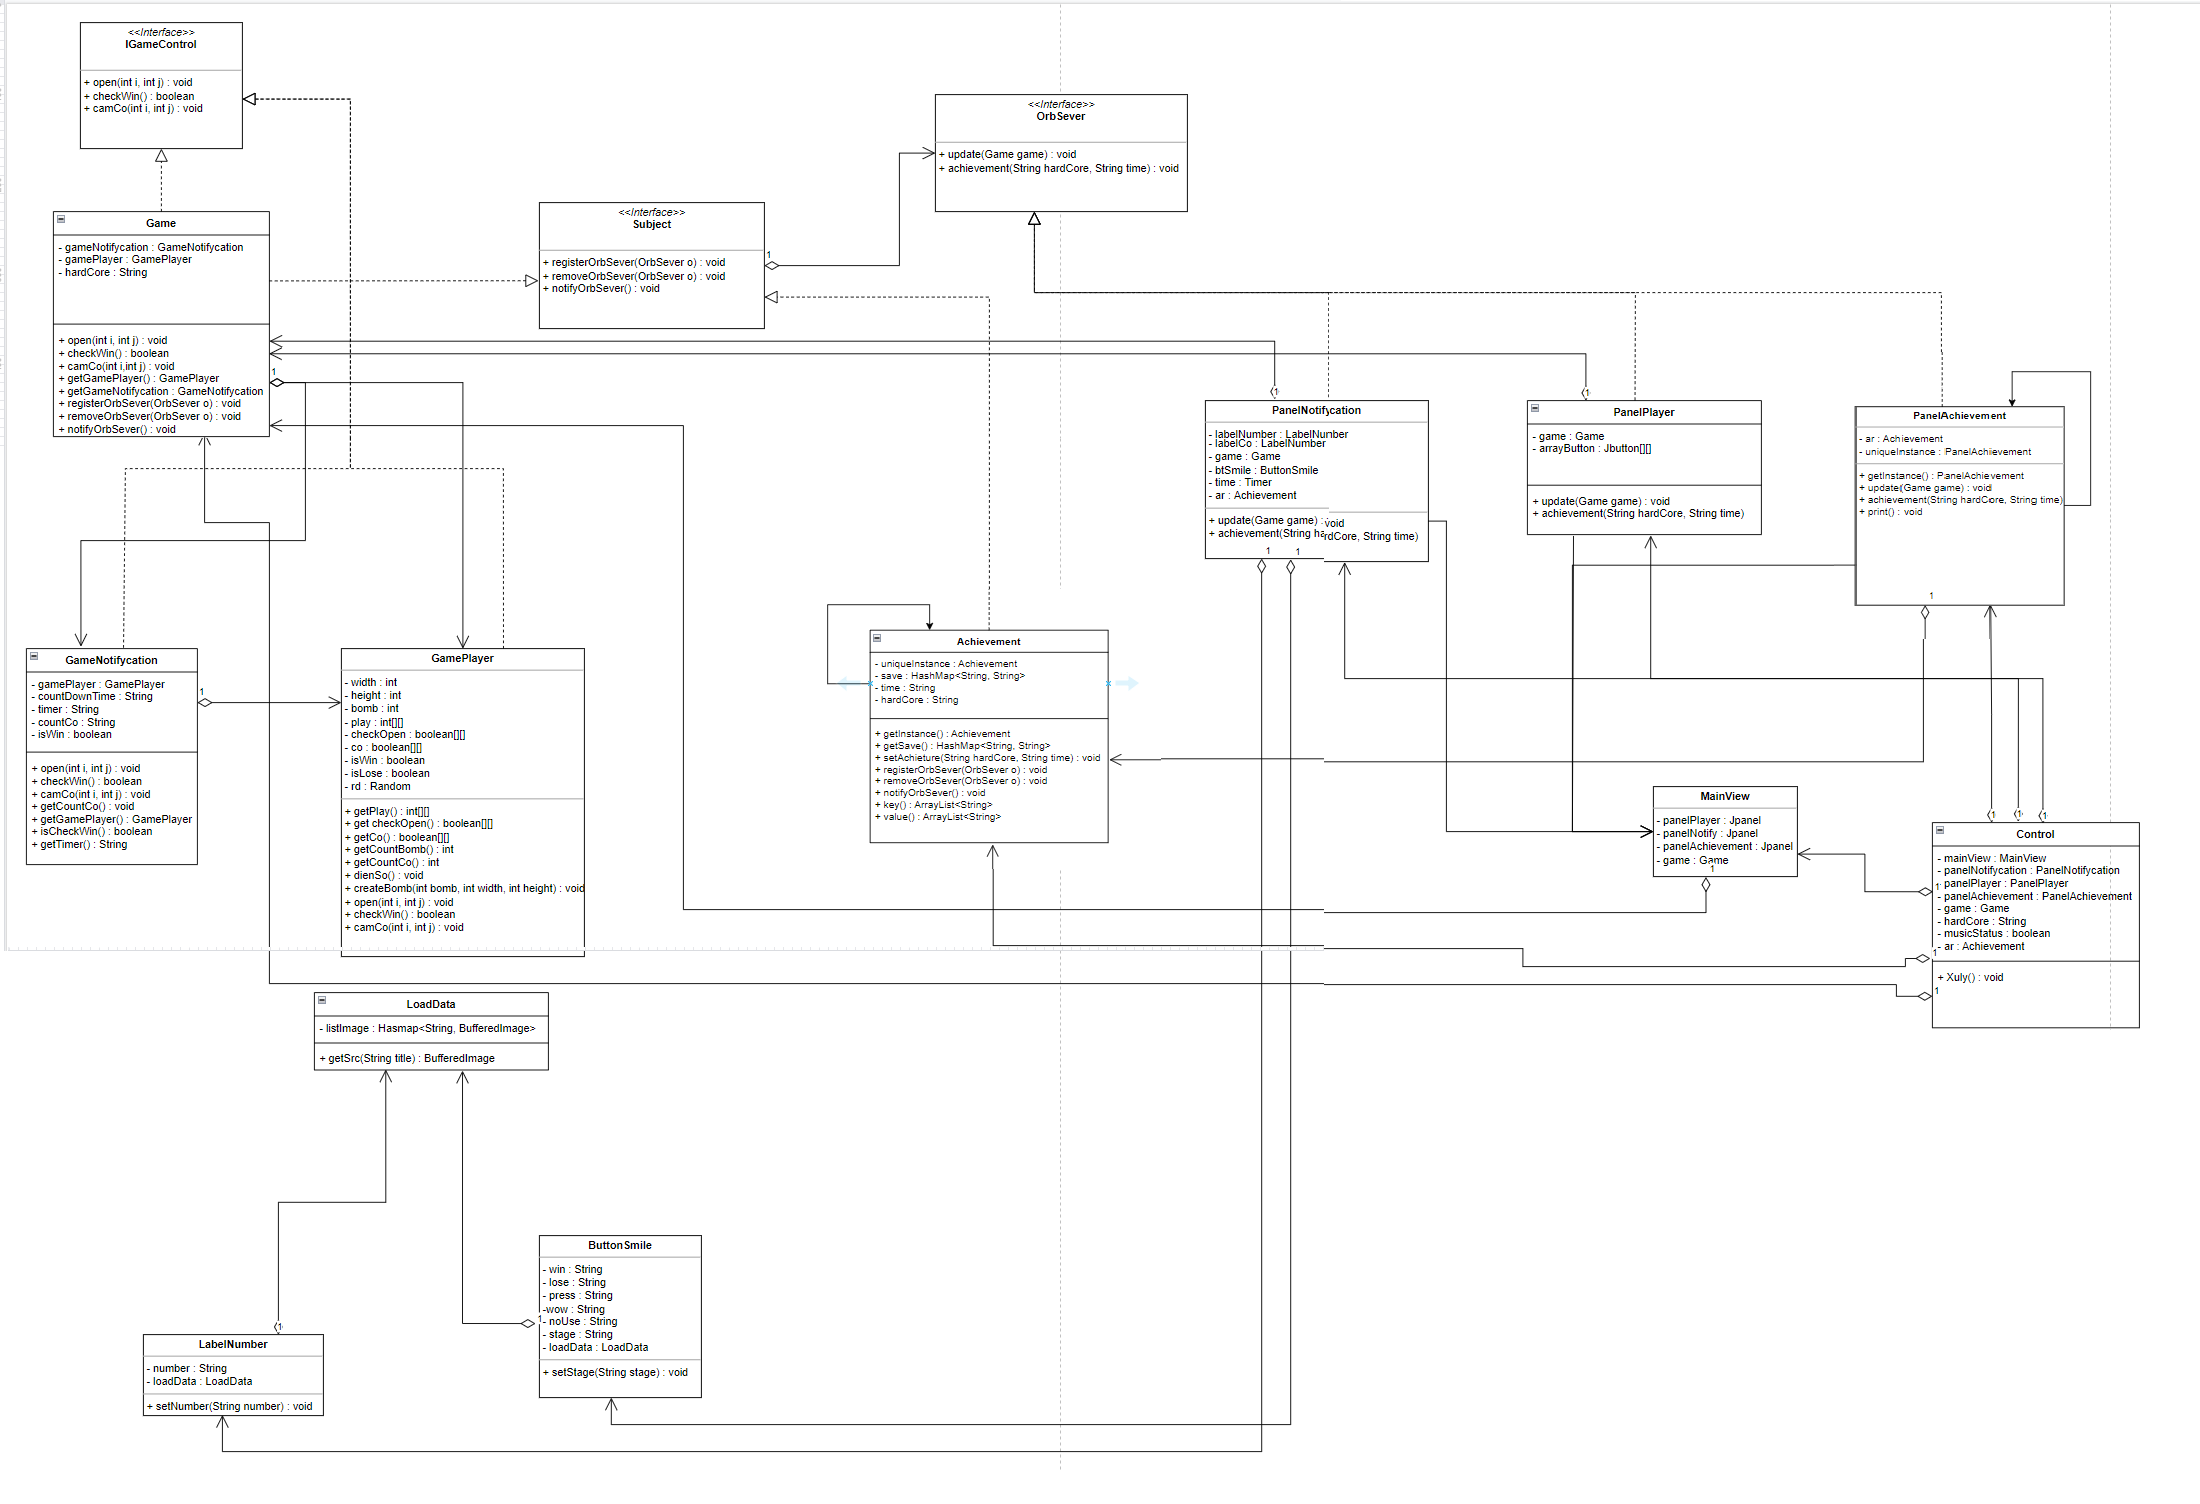 <<Interface>>
IGameControl
+ open(int i, int j) : void
+ checkWin() : boolean
+ camCo(int i, int j) : void
<<Interface>>
OrbSever
+ update(Game game) : void
+ achievement(String hardCore, String time) : void
<<Interface>>
Subject
+ registerOrbSever(OrbSever o) : void
+ removeOrbSever(OrbSever o) : void
+ notifyOrbSever() : void
1
Game
- gameNotifycation : GameNotifycation
- gamePlayer : GamePlayer
- hardCore : String
+ open(int i, int j) : void
+ checkWin() : boolean
+ camCo(int i,int j) : void
+ getGamePlayer() : GamePlayer
+ getGameNotifycation : GameNotifycation
+ registerOrbSever(OrbSever o) : void
+ removeOrbSever(OrbSever o) : void
+ notifyOrbSever() : void
1
1
PanelNotifycation
- labelNumber : LabelNumber
- labelCo : LabelNumber
- game : Game
- btSmile : ButtonSmile
- time : Timer
- ar : Achievement
+ update(Game game) : void
+ achievement(String hardCore, String time)
1
1
1
PanelPlayer
- game : Game
- arrayButton : Jbutton[][]
+ update(Game game) : void
+ achievement(String hardCore, String time)
PanelAchievement
- ar : Achievement
- uniqueInstance : PanelAchievement
+ getInstance() : PanelAchievement
+ update(Game game) : void
+ achievement(String hardCore, String time)
+ print() : void
1
GameNotifycation
- gamePlayer : GamePlayer
- countDownTime : String
- timer : String
- countCo : String
- isWin : boolean
+ open(int i, int j) : void
+ checkWin() : boolean
+ camCo(int i, int j) : void
+ getCountCo() : void
+ getGamePlayer() : GamePlayer
+ isCheckWin() : boolean
+ getTimer() : String
1
GamePlayer
- width : int
- height : int
- bomb : int
- play : int[][]
- checkOpen : boolean[][]
- co : boolean[][]
- isWin : boolean
- isLose : boolean
- rd : Random
+ getPlay() : int[][]
+ get checkOpen() : boolean[][]
+ getCo() : boolean[][]
+ getCountBomb() : int
+ getCountCo() : int
+ dienSo() : void
+ createBomb(int bomb, int width, int height) : void
+ open(int i, int j) : void
+ checkWin() : boolean
+ camCo(int i, int j) : void
Achievement
- uniqueInstance : Achievement
- save : HashMap<String, String>
- time : String
- hardCore : String
+ getInstance() : Achievement
+ getSave() : HashMap<String, String>
+ setAchieture(String hardCore, String time) : void
+ registerOrbSever(OrbSever o) : void
+ removeOrbSever(OrbSever o) : void
+ notifyOrbSever() : void
+ key() : ArrayList<String>
+ value() : ArrayList<String>
MainView
- panelPlayer : Jpanel
- panelNotify : Jpanel
- panelAchievement : Jpanel
- game : Game
1
1
1
1
Control
- mainView : MainView
- panelNotifycation : PanelNotifycation
- panelPlayer : PanelPlayer
- panelAchievement : PanelAchievement
- game : Game
- hardCore : String
- musicStatus : boolean
- ar : Achievement
+ Xuly() : void
1
1
1
LoadData
- listImage : Hasmap<String, BufferedImage>
+ getSrc(String title) : BufferedImage
ButtonSmile
- win : String
- lose : String
- press : String
-wow : String
- noUse : String
- stage : String
- loadData : LoadData
+ setStage(String stage) : void
1
1
LabelNumber
- number : String
- loadData : LoadData
+ setNumber(String number) : void